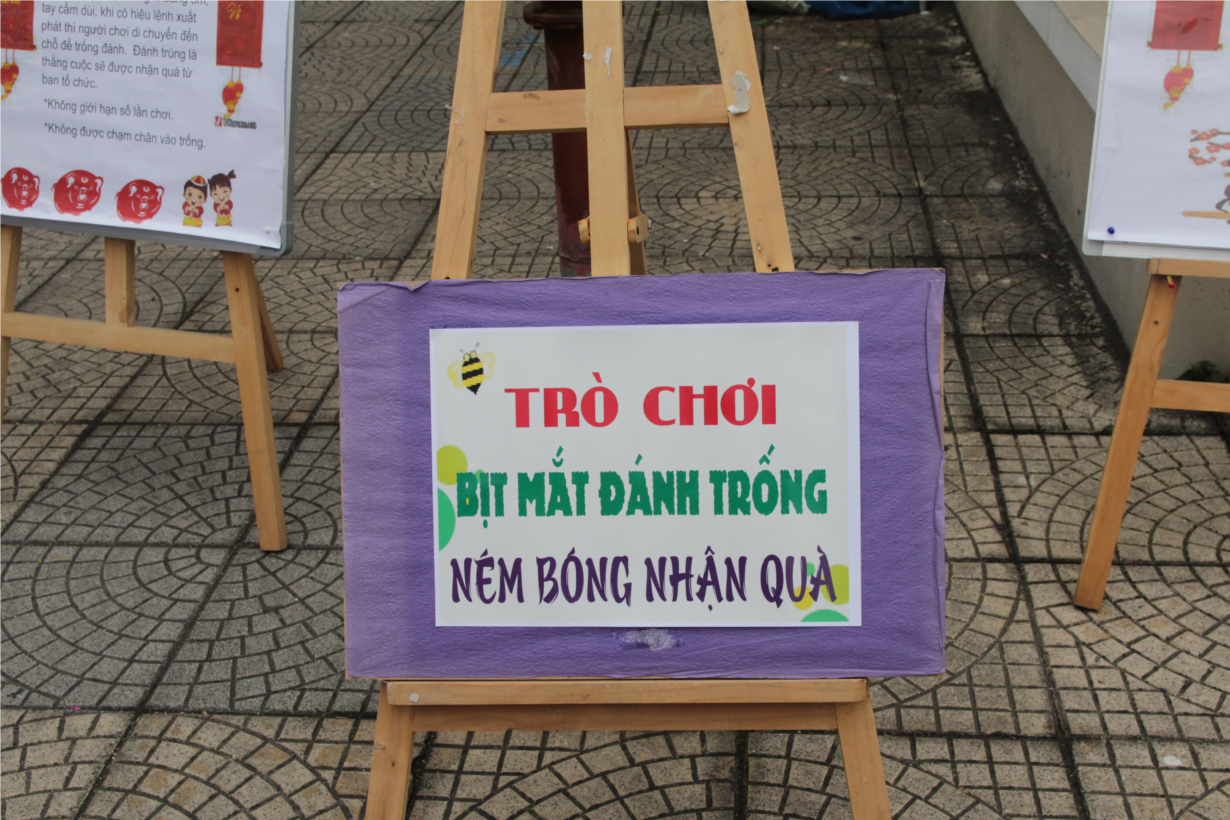 tay cầm dùi, khi có hiệu lệnh xuất
phát thì người chơi di chuyển đến
chỗ để trống đánh. Đánh trúng là
thắng cuộc sẽ được nhận quà từ
ban tổ chức.
*Không giới hạn số lần chơi.
*Không được chạm chân vào trống.
TRÒ CHƠI
BỊT MẮT ĐÁNH TRỐNG
NÉM BÓNG NHẬN QUÀ